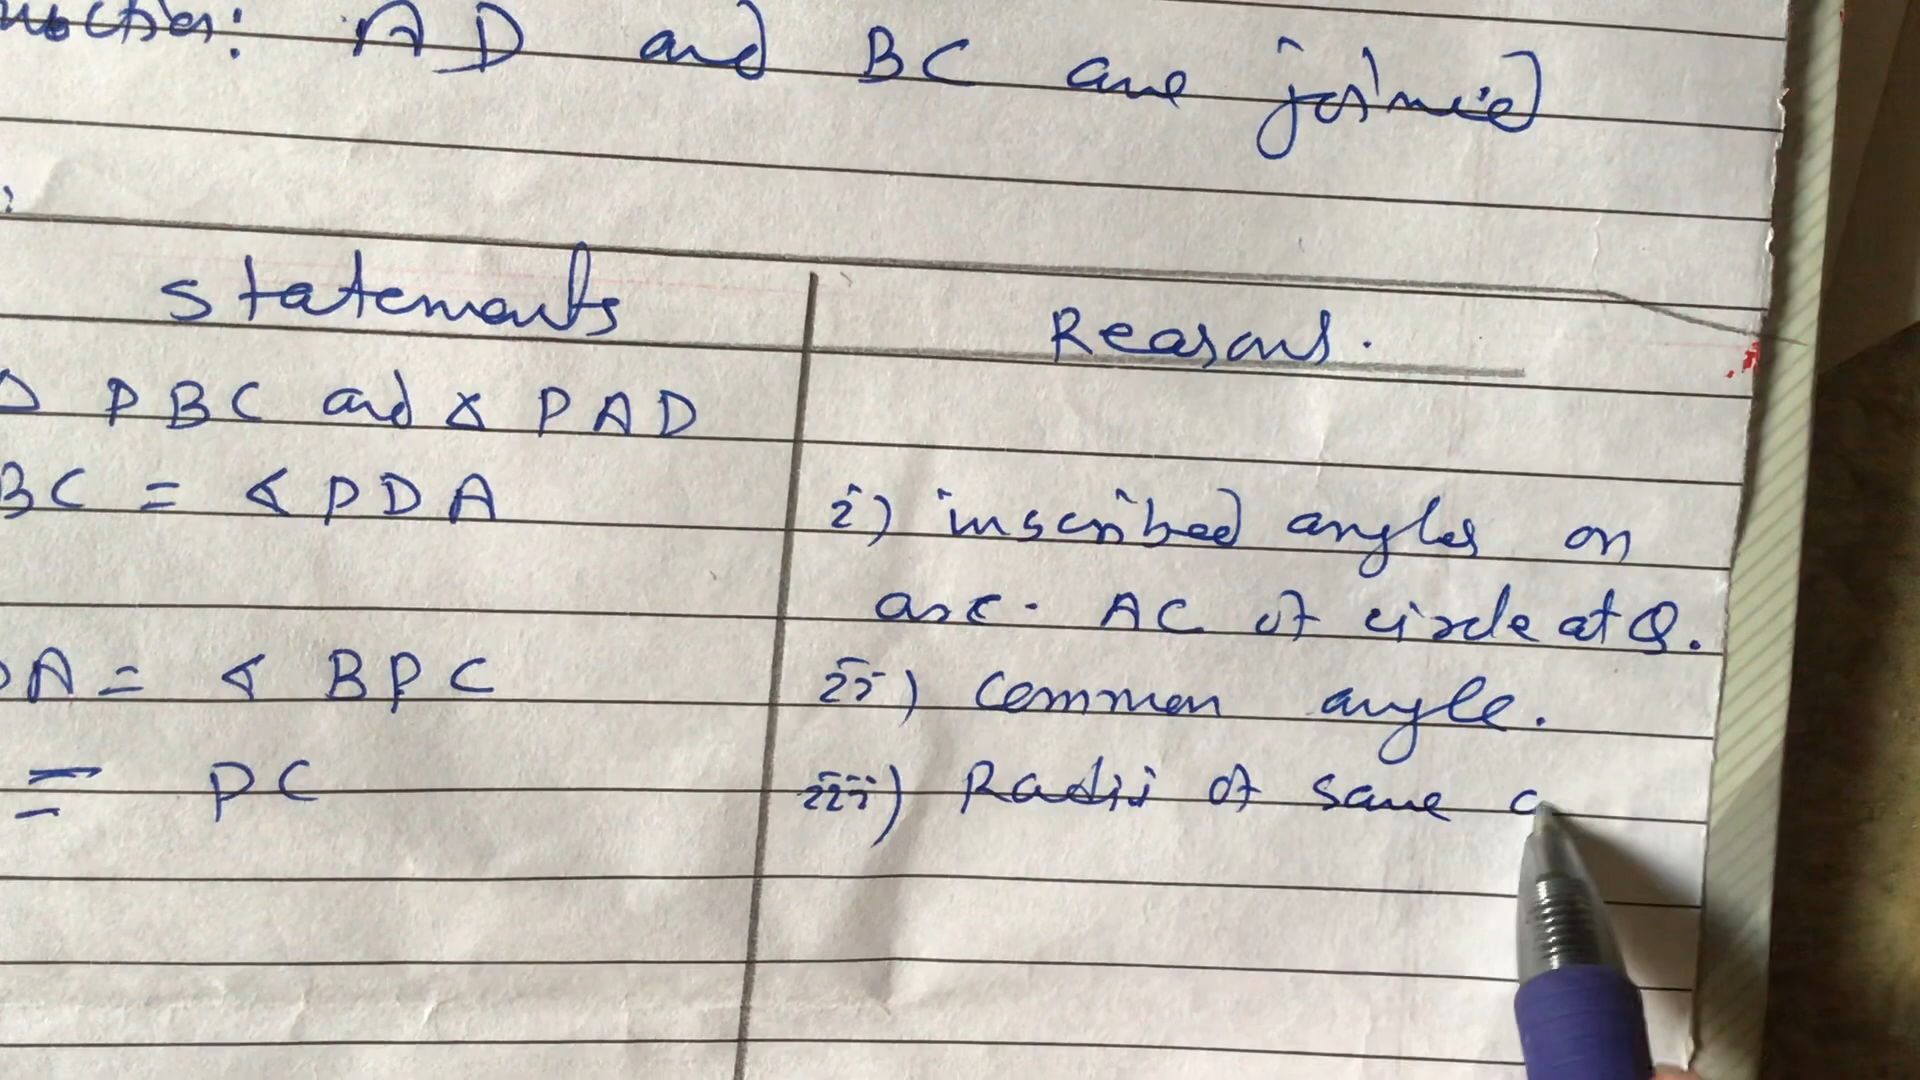 AD and BC are joined
statements
Reasons.
PBC and ∆ PAD
BC = ∢ PDA
i) inscribed angles on
arc. AC of circle at Q.
DA = ∢ BPC
ii) Common angle.
= PC
iii) Radii of same c